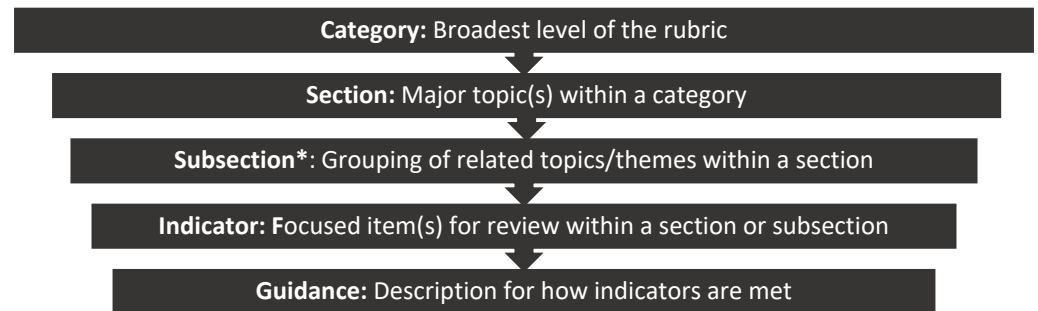 Category: Broadest level of the rubric
Section: Major topic(s) within a category
Subsection*: Grouping of related topics/themes within a section
Indicator: Focused item(s) for review within a section or subsection
Guidance: Description for how indicators are met